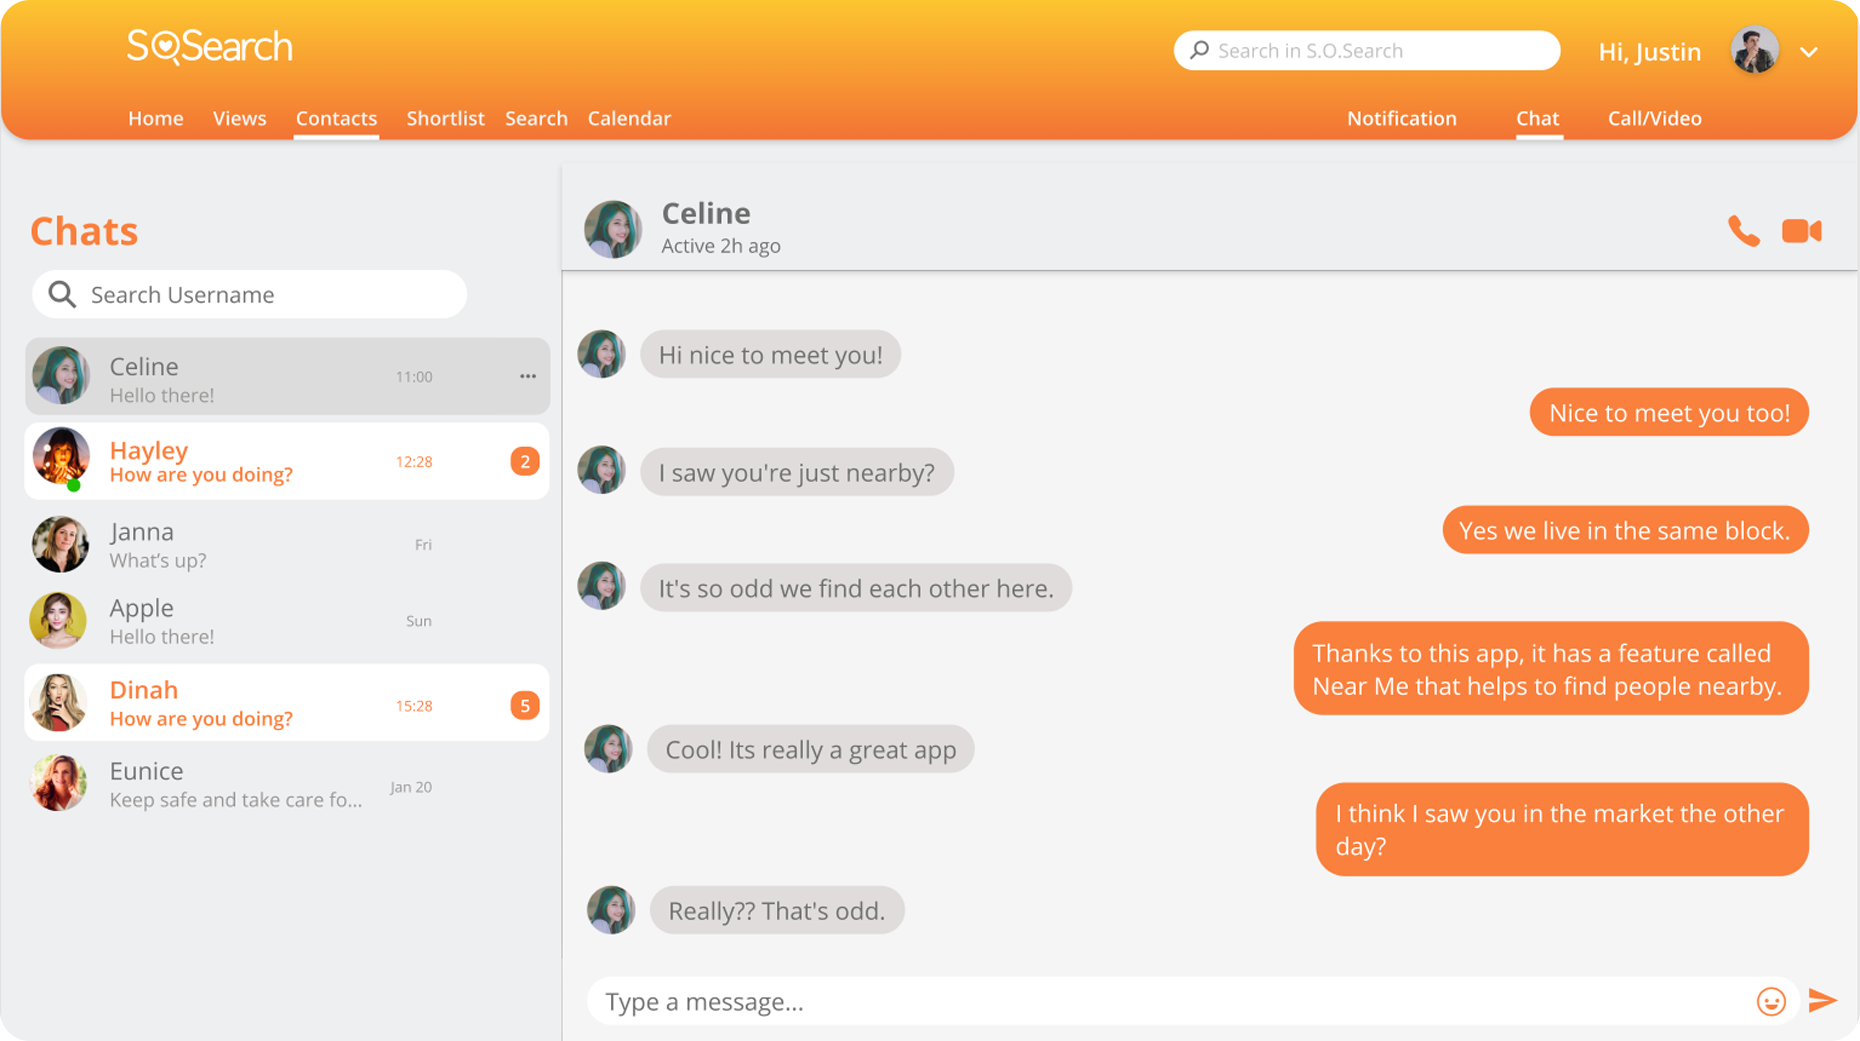 SOSearch
Search in S.O.Search
Hi, Justin
Home Views Contacts Shortlist Search Calendar
Notification Chat Call/Video
Chats
Search Username
Celine
Hello there!
11:00
Hayley
How are you doing?
12:28
2
Janna
What's up?
Fri
Apple
Hello there!
Sun
Dinah
How are you doing?
15:28
5
Eunice
Keep safe and take care fo...
Jan 20
Celine
Active 2h ago
Hi nice to meet you!
Nice to meet you too!
I saw you're just nearby?
Yes we live in the same block.
It's so odd we find each other here.
Thanks to this app, it has a feature called
Near Me that helps to find people nearby.
Cool! Its really a great app
I think I saw you in the market the other
day?
Really?? That's odd.
Type a message...